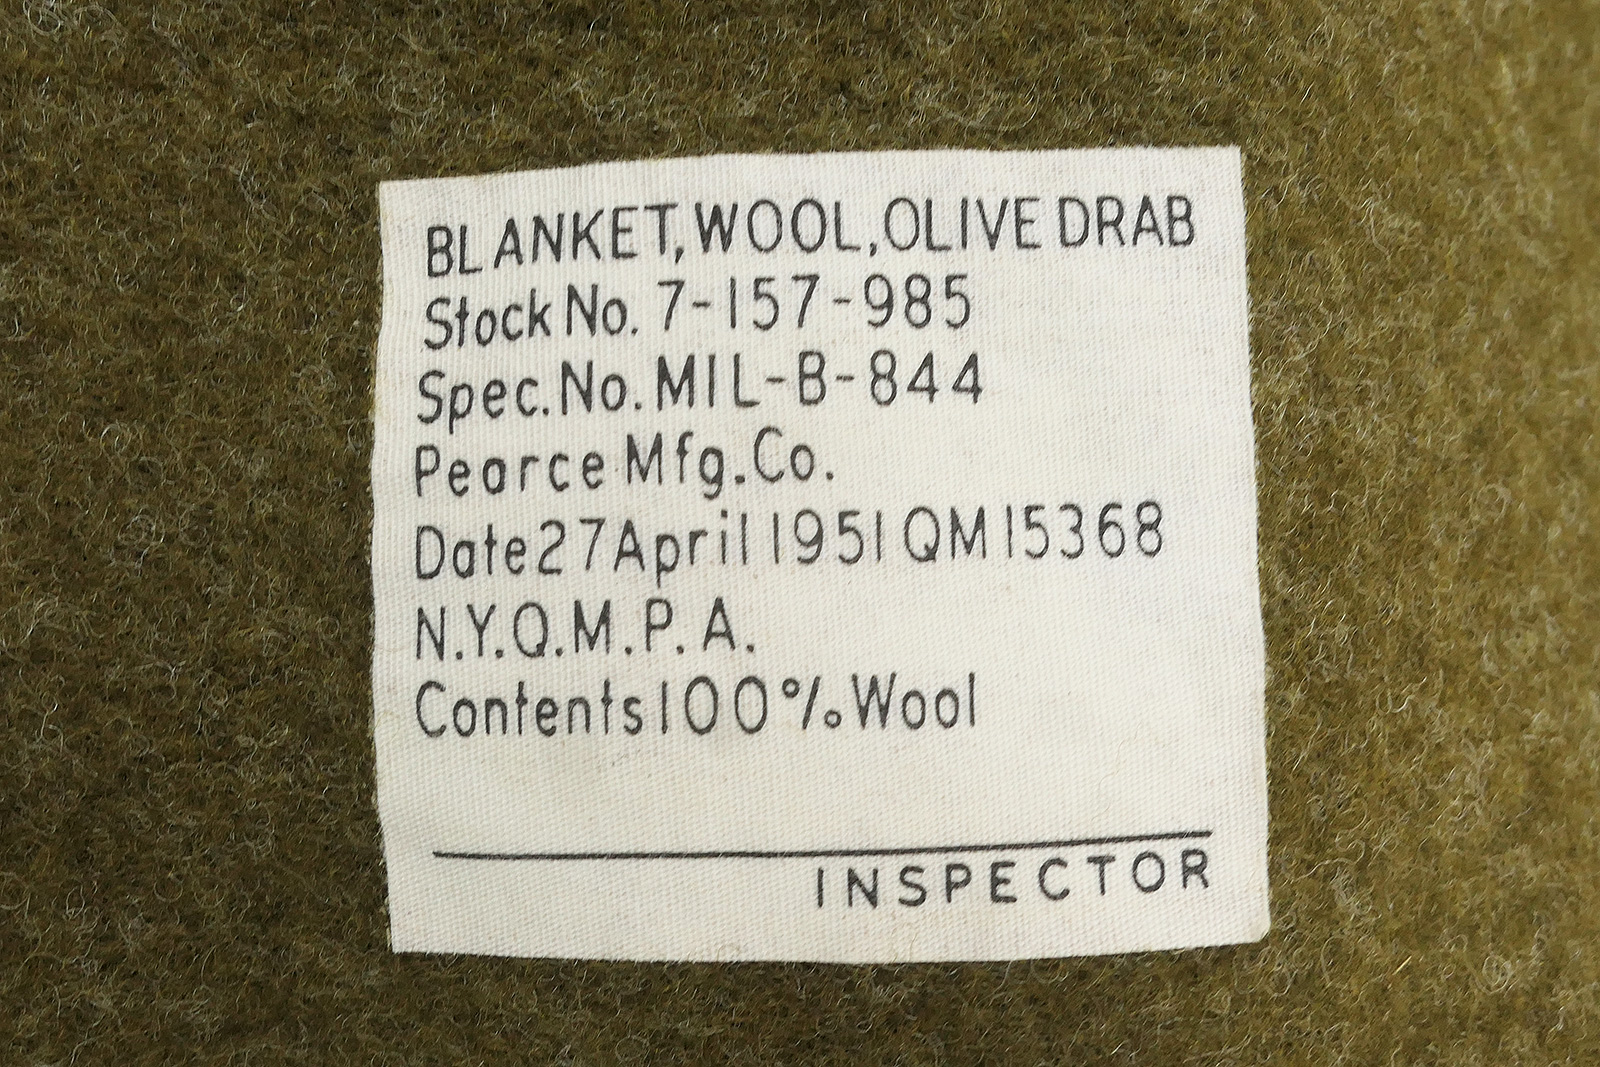 BLANKET, WOOL, OLIVE DRAB
Stock No. 7-157-985
Spec. No. MIL-B-844
Pearce Mfg. Co.
Date 27 April 1951 QM 15368
N.Y.Q.M.P.A.
Contents 100% Wool
INSPECTOR